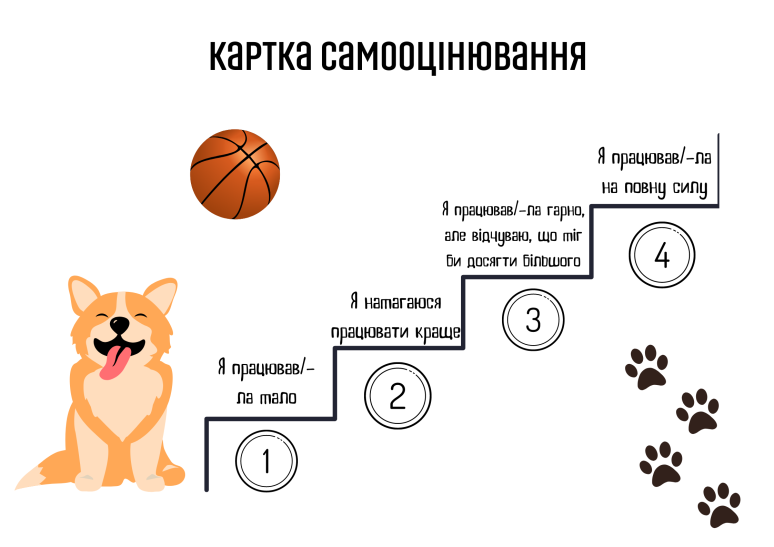 Картка самооцінювання
Я працював/-ла
на повну силу
Я працював/-ла гарно,
але відчуваю, що міг
би досягти більшого
4
Я намагаюся
працювати краще
3
Я працював/-
ла мало
2
1